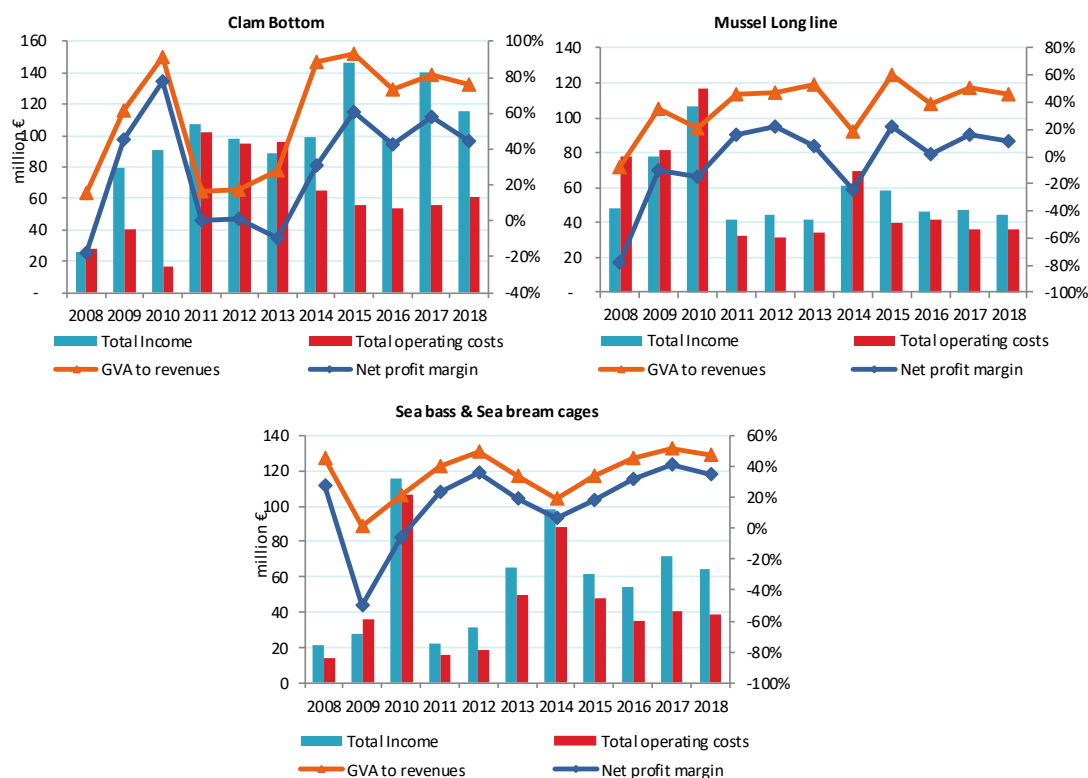 Clam Bottom
160
140
120
100
80
60
40
20
-
million €
100%
80%
60%
40%
20%
0%
-20%
-40%
2008 2009 2010 2011 2012 2013 2014 2015 2016 2017 2018
Total Income
Total operating costs
GVA to revenues
Net profit margin
Mussel Long line
140
120
100
80
60
40
20
-
80%
60%
40%
20%
0%
-20%
-40%
-60%
-80%
-100%
2008 2009 2010 2011 2012 2013 2014 2015 2016 2017 2018
Total Income
Total operating costs
GVA to revenues
Net profit margin
Sea bass & Sea bream cages
140
120
100
80
60
40
20
0
million €
60%
40%
20%
0%
-20%
-40%
-60%
-80%
-100%
2008 2009 2010 2011 2012 2013 2014 2015 2016 2017 2018
Total Income
Total operating costs
GVA to revenues
Net profit margin